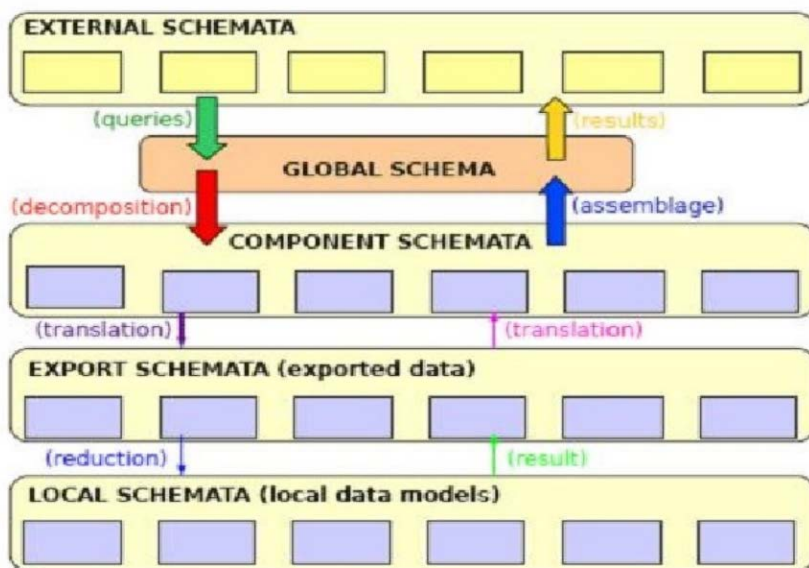 EXTERNAL SCHEMATA
(queries)
(results)
GLOBAL SCHEMA
(decomposition)
(assemblage)
COMPONENT SCHEMATA
(translation)
(translation)
EXPORT SCHEMATA (exported data)
(reduction)
(result)
LOCAL SCHEMATA (local data models)